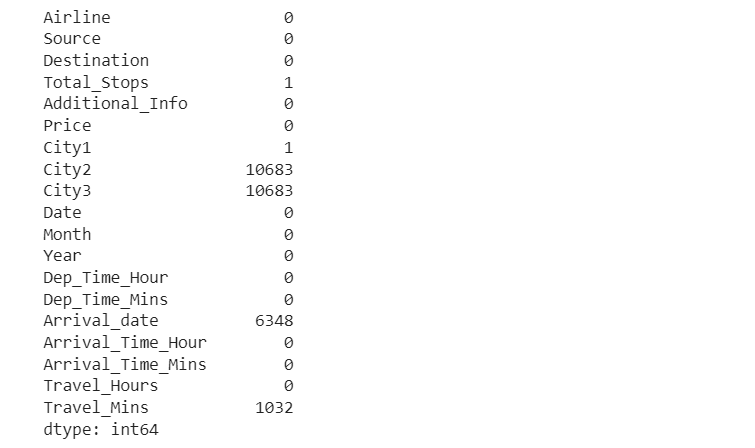 Airline 0
Source 0
Destination 0
Total_Stops 1
Additional_Info 0
Price 0
City1 1
City2 10683
City3 10683
Date 0
Month 0
Year 0
Dep_Time_Hour 0
Dep_Time_Mins 0
Arrival_date 6348
Arrival_Time_Hour 0
Arrival_Time_Mins 0
Travel_Hours 0
Travel_Mins 1032
dtype: int64